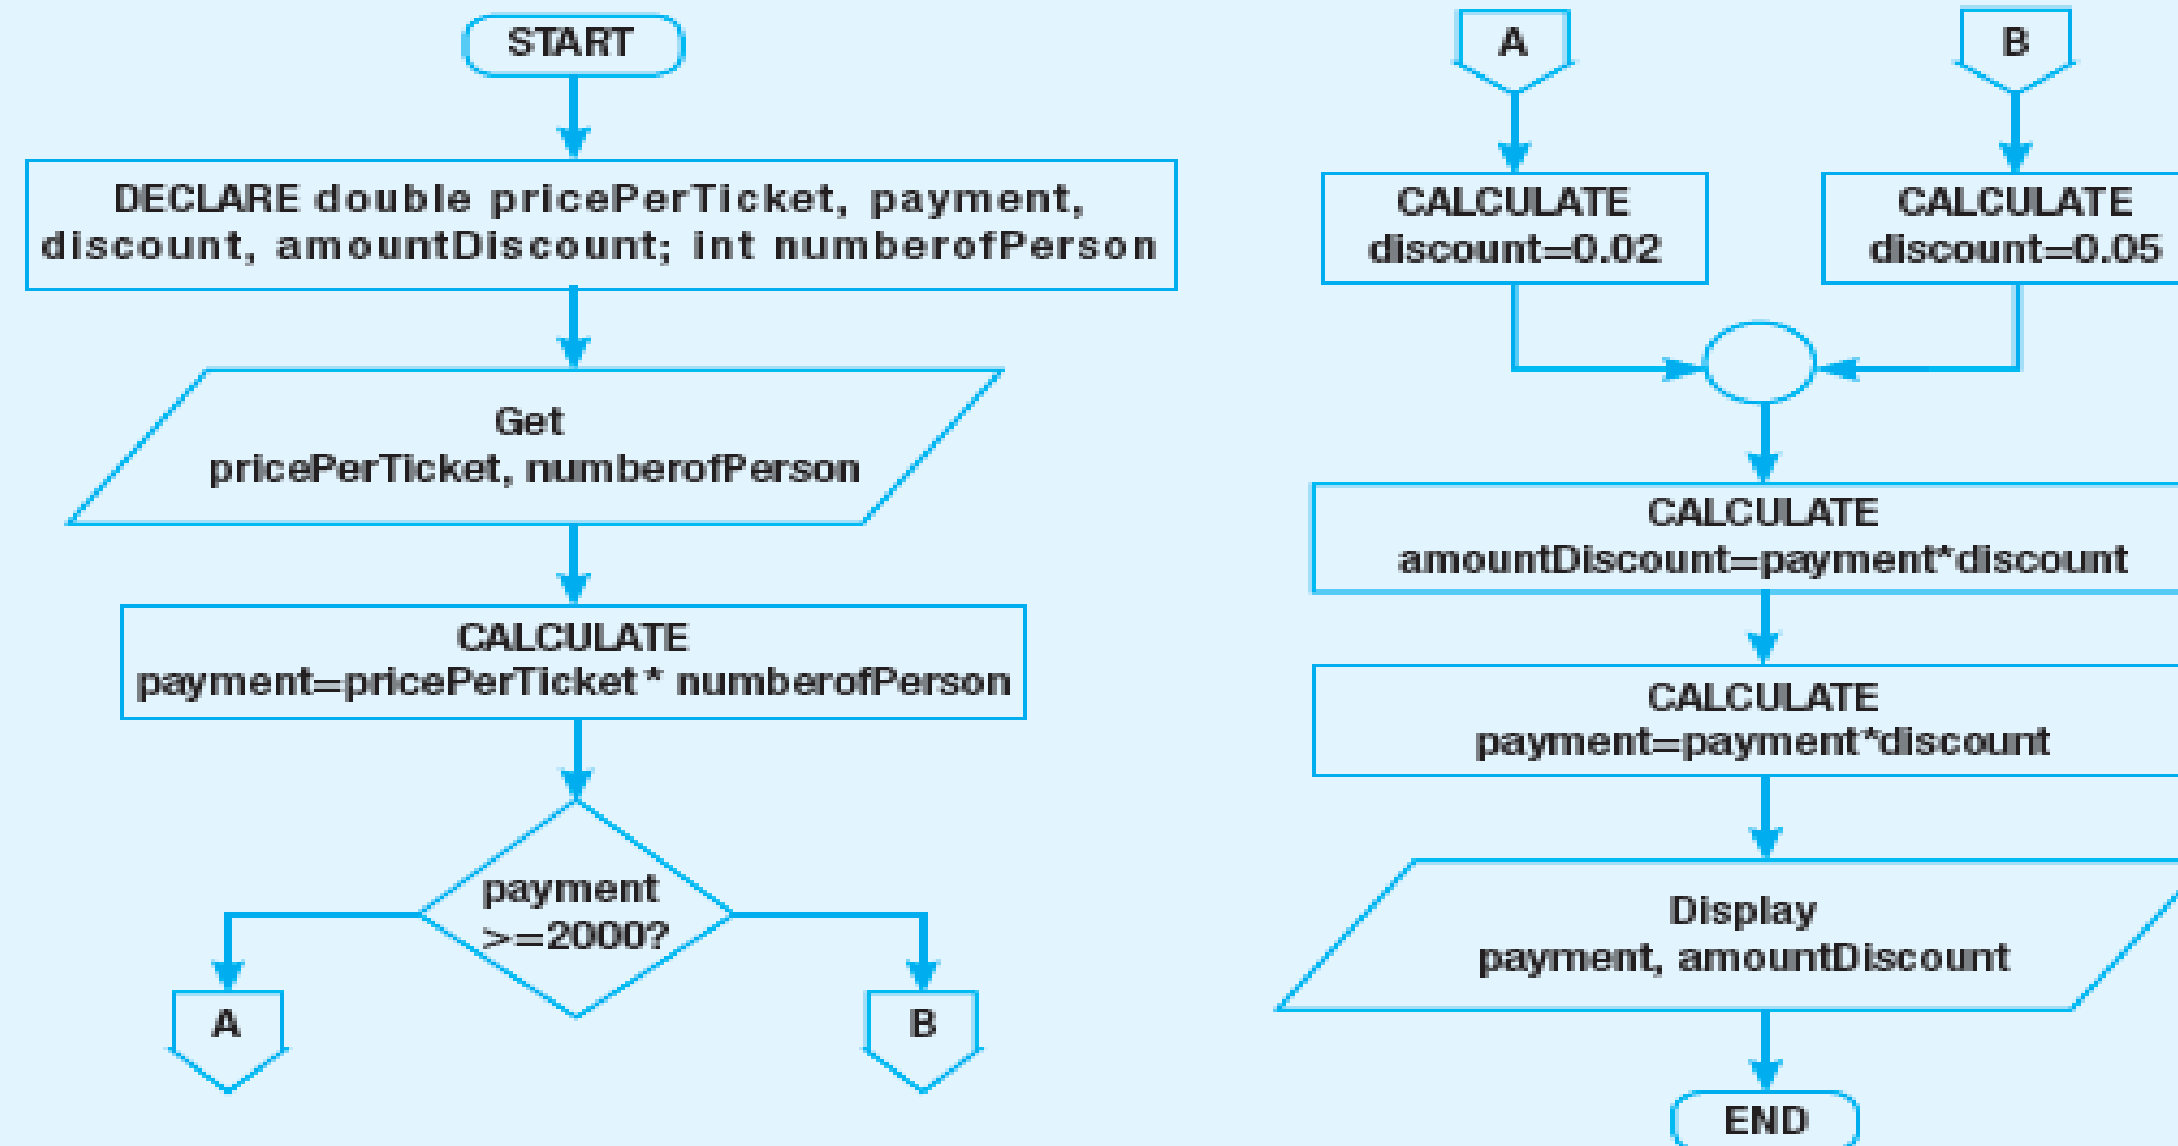 START
DECLARE double pricePerTicket, payment,
discount, amountDiscount; int numberofPerson
Get
pricePerTicket, numberofPerson
CALCULATE
payment=pricePerTicket * numberofPerson
payment
>=2000?
A
B
A
B
CALCULATE
discount=0.02
CALCULATE
discount=0.05
CALCULATE
amountDiscount=payment*discount
CALCULATE
payment=payment*discount
Display
payment, amountDiscount
END